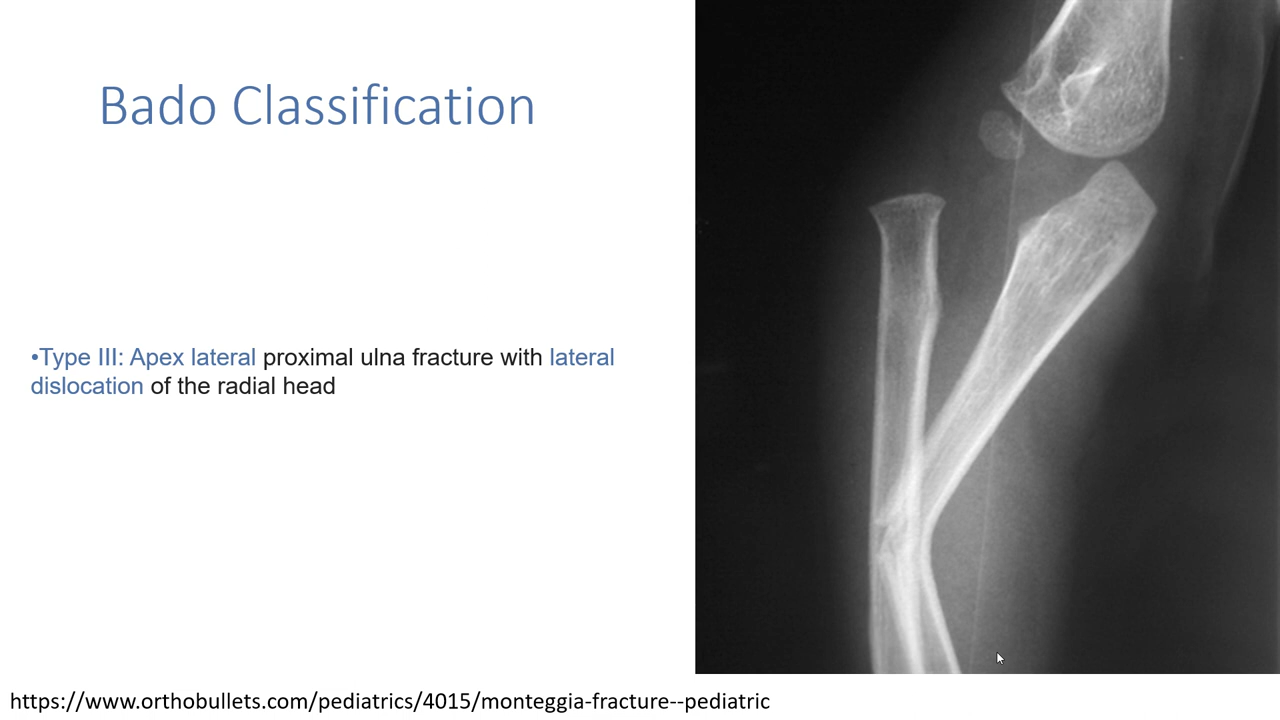 Bado Classification
•Type III: Apex lateral proximal ulna fracture with lateral
dislocation of the radial head
https://www.orthobullets.com/pediatrics/4015/monteggia-fracture--pediatric